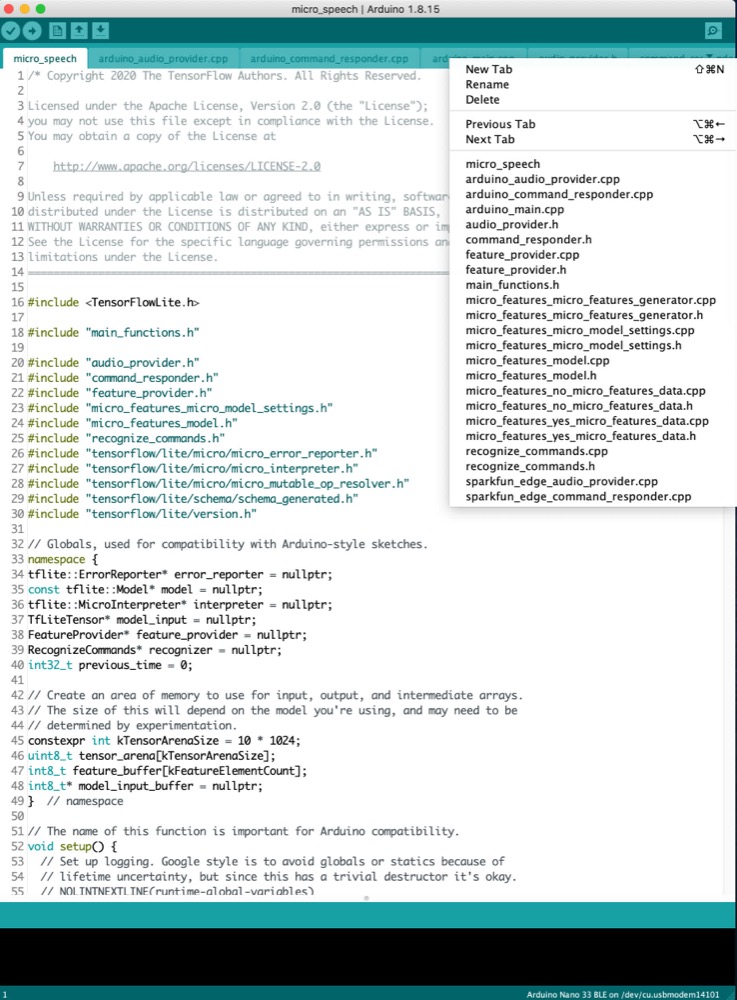 micro_speech | Arduino 1.8.15
micro_speech arduino_audio_provider.cpp arduino_command_responder.cpp
1 /* Copyright 2020 The TensorFlow Authors. All Rights Reserved.
2
3 Licensed under the Apache License, Version 2.0 (the "License");
4 you may not use this file except in compliance with the License.
5 You may obtain a copy of the License at
6
7 http://www.apache.org/licenses/LICENSE-2.0
8
9 Unless required by applicable law or agreed to in writing,
10 distributed under the License is distributed on an "AS IS" BASIS,
11 WITHOUT WARRANTIES OR CONDITIONS OF ANY KIND, either express or
12 See the License for the specific language governing permissions
13 limitations under the License.
14 ==============================================================================
15
16 #include <TensorFlowLite.h>
17
18 #include "main_functions.h"
19
20 #include "audio_provider.h"
21 #include "command_responder.h"
22 #include "feature_provider.h"
23 #include "micro_features_micro_model_settings.h"
24 #include "micro_features_model.h"
25 #include "recognize_commands.h"
26 #include "tensorflow/lite/micro/micro_error_reporter.h"
27 #include "tensorflow/lite/micro/micro_interpreter.h"
28 #include "tensorflow/lite/micro/micro_mutable_op_resolver.h"
29 #include "tensorflow/lite/schema/schema_generated.h"
30 #include "tensorflow/lite/version.h"
31
32 // Globals, used for compatibility with Arduino-style sketches.
33 namespace {
34 tflite::ErrorReporter* error_reporter = nullptr;
35 const tflite::Model* model = nullptr;
36 tflite::MicroInterpreter* interpreter = nullptr;
37 TfLiteTensor* model_input = nullptr;
38 FeatureProvider* feature_provider = nullptr;
39 RecognizeCommands* recognizer = nullptr;
40 int32_t previous_time = 0;
41
42 // Create an area of memory to use for input, output, and intermediate arrays.
43 // The size of this will depend on the model you're using, and may need to be
44 // determined by experimentation.
45 constexpr int kTensorArenaSize = 10 * 1024;
46 uint8_t tensor_arena[kTensorArenaSize];
47 int8_t feature_buffer[kFeatureElementCount];
48 int8_t* model_input_buffer = nullptr;
49 } // namespace
50
51 // The name of this function is important for Arduino compatibility.
52 void setup() {
53 // Set up logging. Google style is to avoid globals or statics because of
54 // lifetime uncertainty, but since this has a trivial destructor it's okay.
55 // NOLINTNEXTLINE(runtime-global-variables)
New Tab ⇧⌘N
Rename
Delete
Previous Tab ⌥⌘←
Next Tab ⌥⌘→
micro_speech
arduino_audio_provider.cpp
arduino_command_responder.cpp
arduino_main.cpp
audio_provider.h
command_responder.h
feature_provider.cpp
feature_provider.h
main_functions.h
micro_features_micro_features_generator.cpp
micro_features_micro_features_generator.h
micro_features_micro_model_settings.cpp
micro_features_micro_model_settings.h
micro_features_model.cpp
micro_features_model.h
micro_features_no_micro_features_data.cpp
micro_features_no_micro_features_data.h
micro_features_yes_micro_features_data.cpp
micro_features_yes_micro_features_data.h
recognize_commands.cpp
recognize_commands.h
sparkfun_edge_audio_provider.cpp
sparkfun_edge_command_responder.cpp
1 Arduino Nano 33 BLE on /dev/cu.usbmodem14101